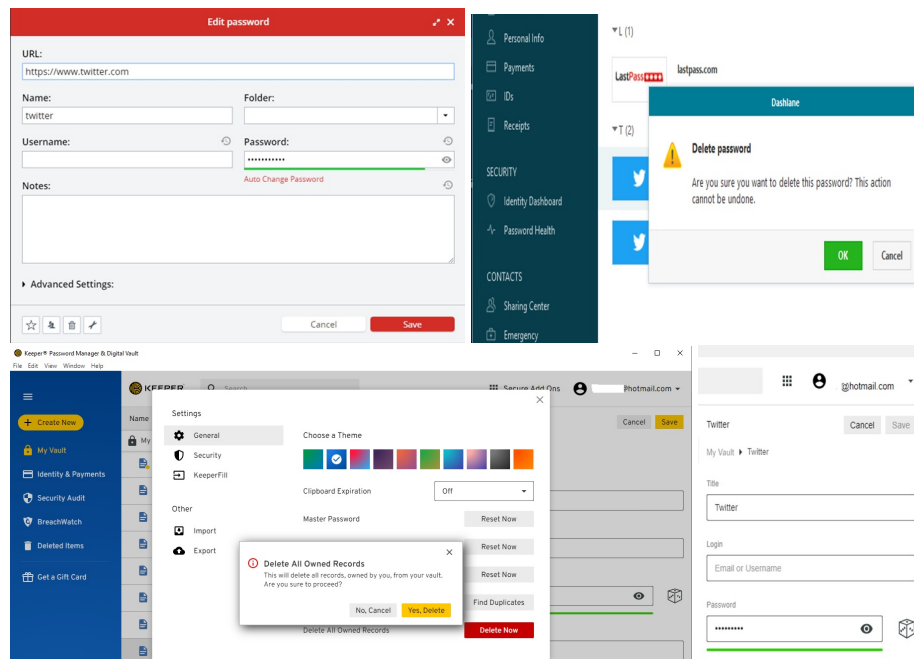 Edit password
URL:
https://www.twitter.com
Name:
Folder:
twitter
Username:
Password:
•••••••••••
Auto Change Password
Notes:
Advanced Settings:
Cancel
Save
Personal Info
Payments
IDs
Receipts
SECURITY
Identity Dashboard
Password Health
CONTACTS
Sharing Center
Emergency
L (1)
LastPass
lastpass.com
T (2)
Dashlane
Delete password
Are you sure you want to delete this password? This action
cannot be undone.
OK
Cancel
Keeper® Password Manager & Digital Vault
File Edit View Window Help
KEEPER
Search
Secure Add Ons
@hotmail.com
Create New
My Vault
Identity & Payments
Security Audit
BreachWatch
Deleted Items
Get a Gift Card
Name
My
Cancel
Save
Settings
General
Security
KeeperFill
Other
Import
Export
Choose a Theme
Clipboard Expiration
Off
Master Password
Reset Now
Reset Now
Reset Now
Find Duplicates
Delete All Owned Records
Delete Now
Delete All Owned Records
This will delete all records, owned by you, from your vault.
Are you sure to proceed?
No, Cancel
Yes, Delete
@hotmail.com
Twitter
Cancel
Save
My Vault
Twitter
Title
Twitter
Login
Email or Username
Password
•••••••••